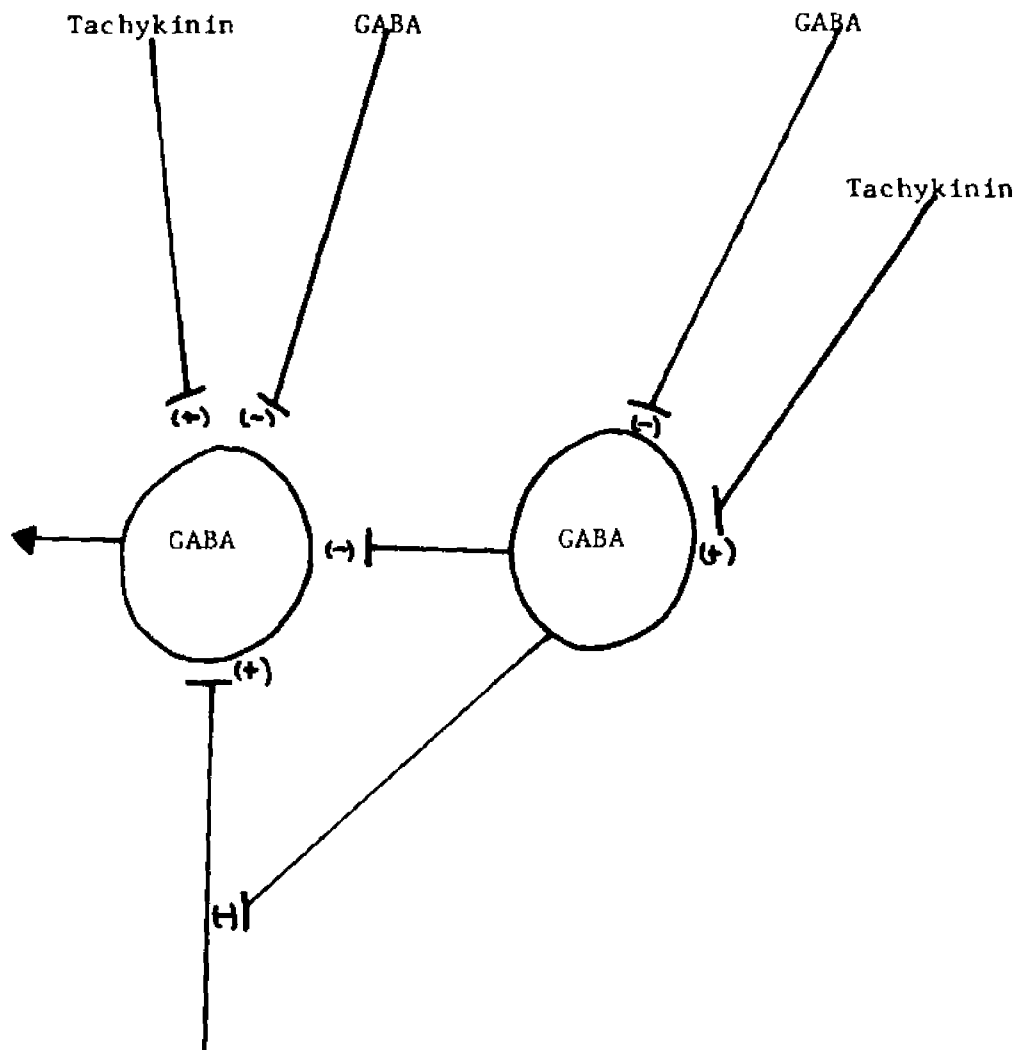 Tachykinin GABA GABA
Tachykinin
(+) (-) (-)
GABA (-) GABA (+)
(+)
(-)